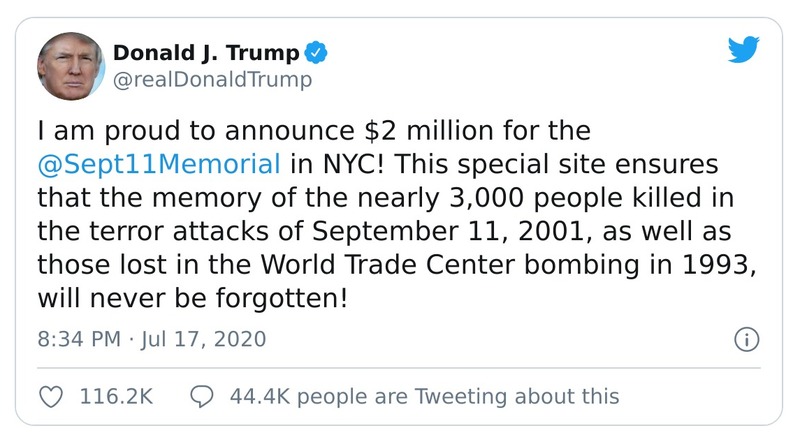 Donald J. Trump
@realDonaldTrump
I am proud to announce $2 million for the
@Sept11Memorial in NYC! This special site ensures
that the memory of the nearly 3,000 people killed in
the terror attacks of September 11, 2001, as well as
those lost in the World Trade Center bombing in 1993,
will never be forgotten!
8:34 PM · Jul 17, 2020
116.2K 44.4K people are Tweeting about this